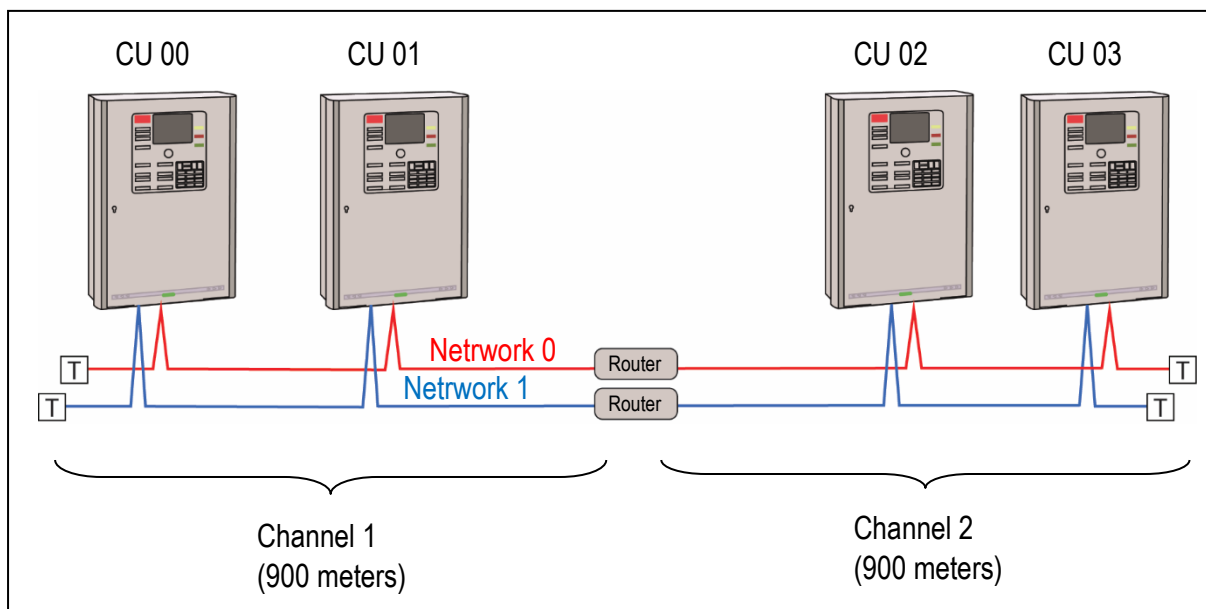 CU 00
CU 01
CU 02
CU 03
Netrwork 0
Router
T
T
Netrwork 1
Router
T
T
Channel 1
(900 meters)
Channel 2
(900 meters)